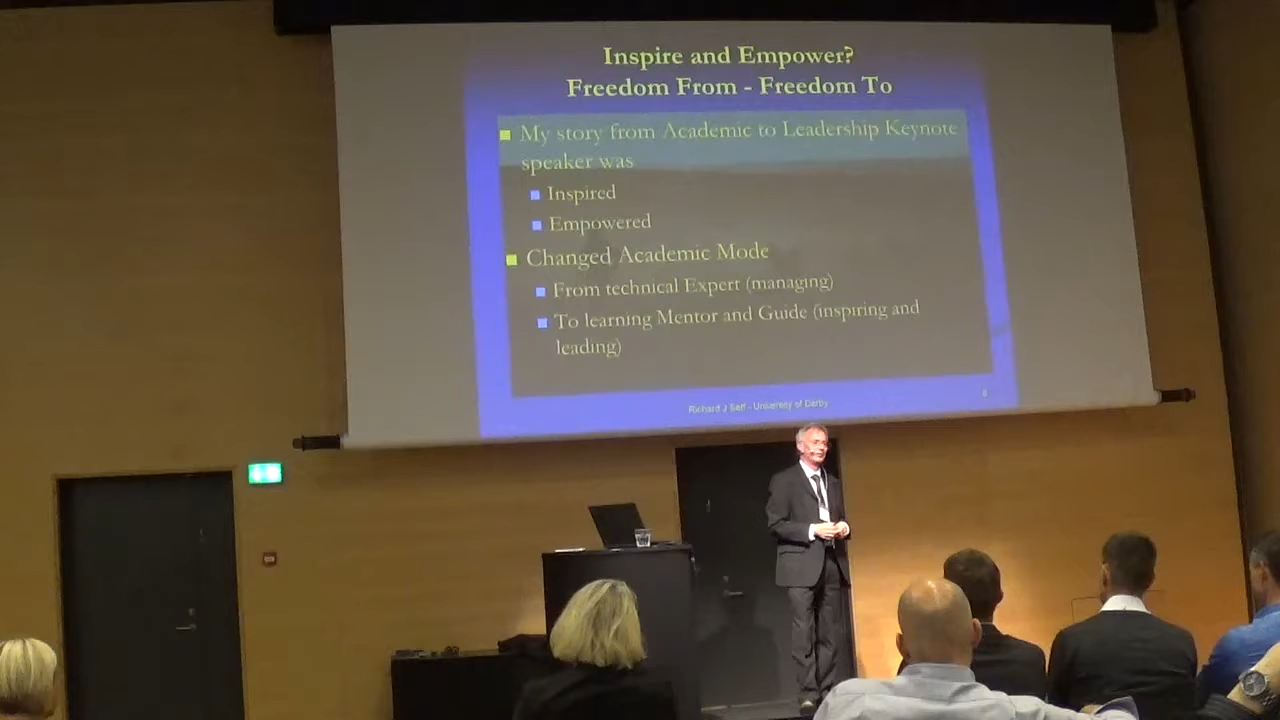 Inspire and Empower?
Freedom From - Freedom To
My story from Academic to Leadership Keynote
speaker was
Inspired
Empowered
Changed Academic Mode
From technical Expert (managing)
To learning Mentor and Guide (inspiring and
leading)
Richard J Self - University of Derby